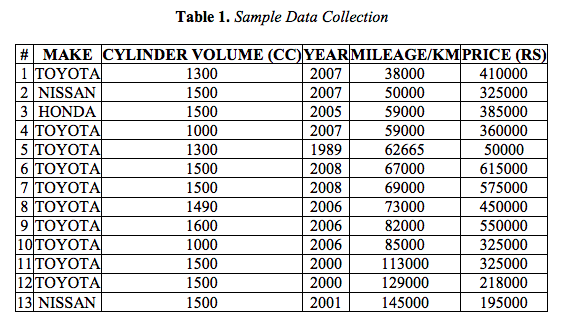 Table 1. Sample Data Collection
# MAKE CYLINDER VOLUME (CC) YEAR MILEAGE/KM PRICE (RS)
1 TOYOTA 1300 2007 38000 410000
2 NISSAN 1500 2007 50000 325000
3 HONDA 1500 2005 59000 385000
4 TOYOTA 1000 2007 59000 360000
5 TOYOTA 1300 1989 62665 50000
6 TOYOTA 1500 2008 67000 615000
7 TOYOTA 1500 2008 69000 575000
8 TOYOTA 1490 2006 73000 450000
9 TOYOTA 1600 2006 82000 550000
10 TOYOTA 1000 2006 85000 325000
11 TOYOTA 1500 2000 113000 325000
12 TOYOTA 1500 2000 129000 218000
13 NISSAN 1500 2001 145000 195000